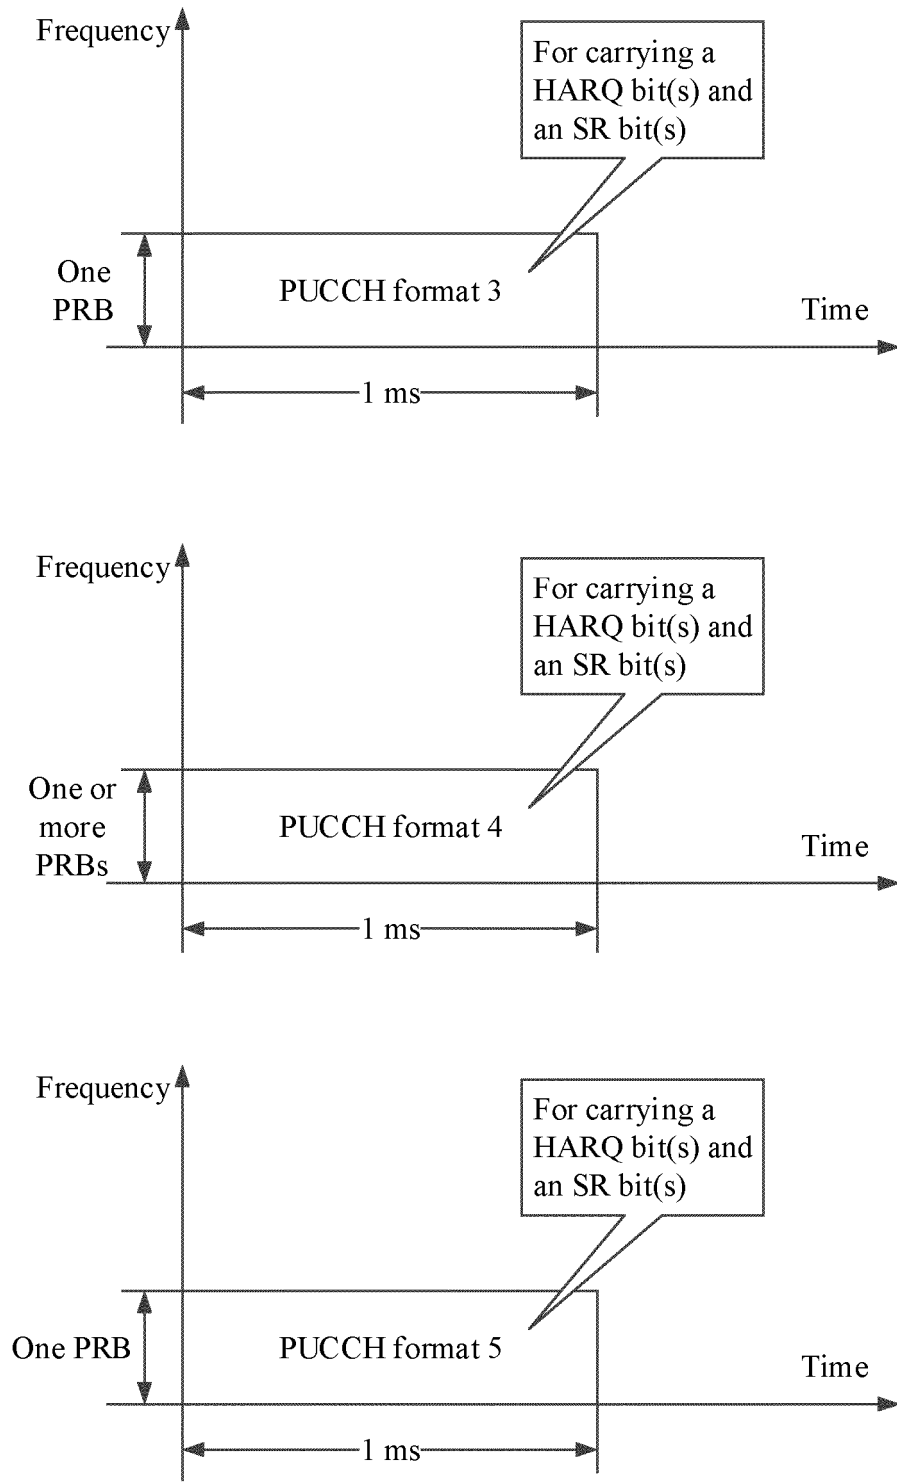 Frequency
For carrying a
HARQ bit(s) and
an SR bit(s)
One
PRB
PUCCH format 3
Time
1 ms
Frequency
For carrying a
HARQ bit(s) and
an SR bit(s)
One or
more
PRBs
PUCCH format 4
Time
1 ms
Frequency
For carrying a
HARQ bit(s) and
an SR bit(s)
One PRB
PUCCH format 5
Time
1 ms